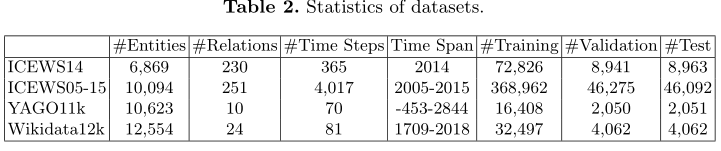 Table 2. Statistics of datasets.
#Entities #Relations #Time Steps Time Span #Training #Validation #Test
ICEWS14 6,869 230 365 2014 72,826 8,941 8,963
ICEWS05-15 10,094 251 4,017 2005-2015 368,962 46,275 46,092
YAGO11k 10,623 10 70 -453-2844 16,408 2,050 2,051
Wikidata12k 12,554 24 81 1709-2018 32,497 4,062 4,062